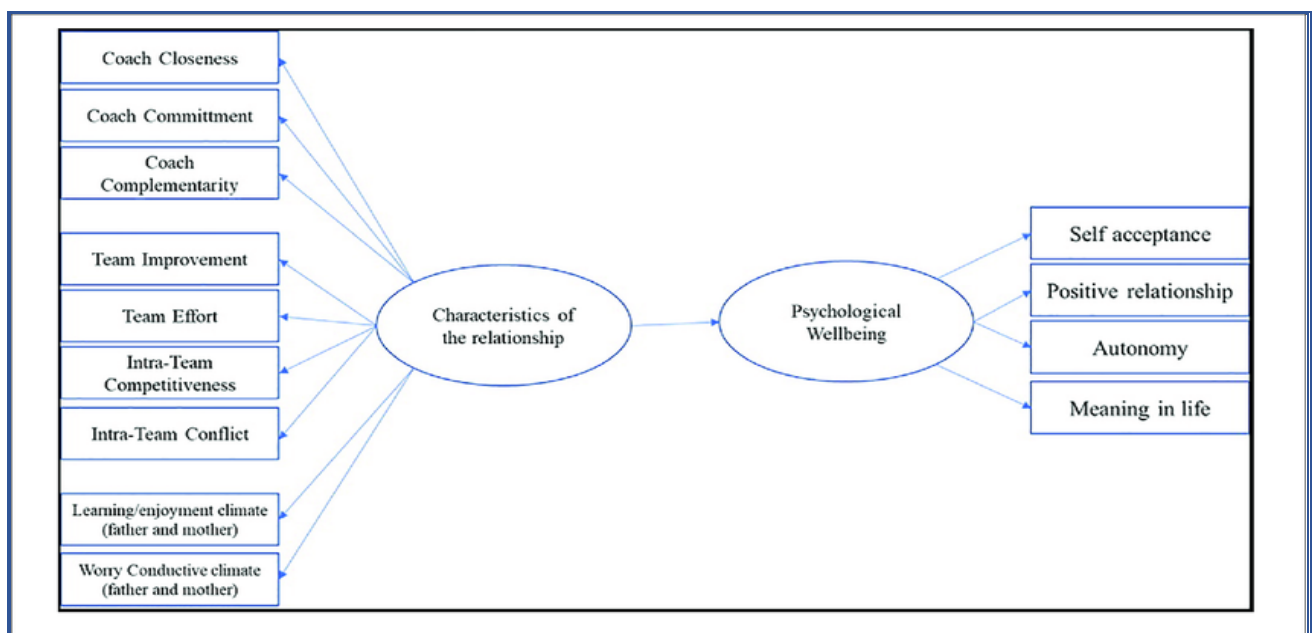 Coach Closeness
Coach Committment
Coach
Complementarity
Team Improvement
Team Effort
Intra-Team
Competitiveness
Intra-Team Conflict
Learning/enjoyment climate
(father and mother)
Worry Conductive climate
(father and mother)
Characteristics of
the relationship
Psychological
Wellbeing
Self acceptance
Positive relationship
Autonomy
Meaning in life